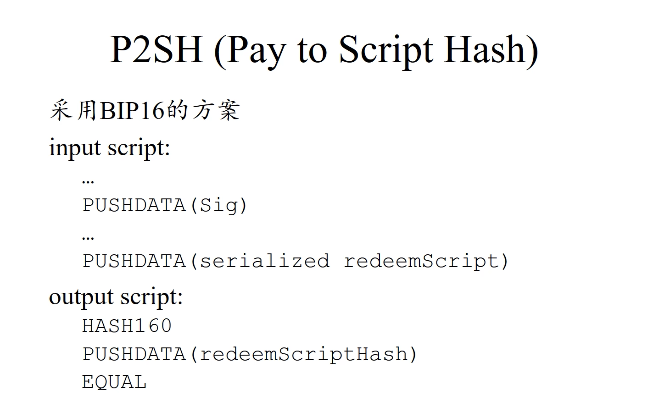 P2SH (Pay to Script Hash)
采用BIP16的方案
input script:
…
PUSHDATA(Sig)
…
PUSHDATA(serialized redeemScript)
output script:
HASH160
PUSHDATA(redeemScriptHash)
EQUAL